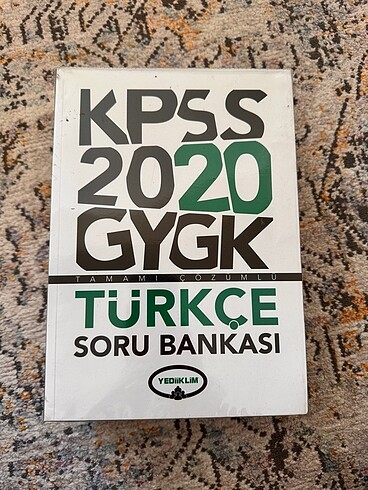 KPSS
2020
GYGK
TAMAMI ÇÖZÜMLÜ
TÜRKÇE
SORU BANKASI
YEDİİKLİM